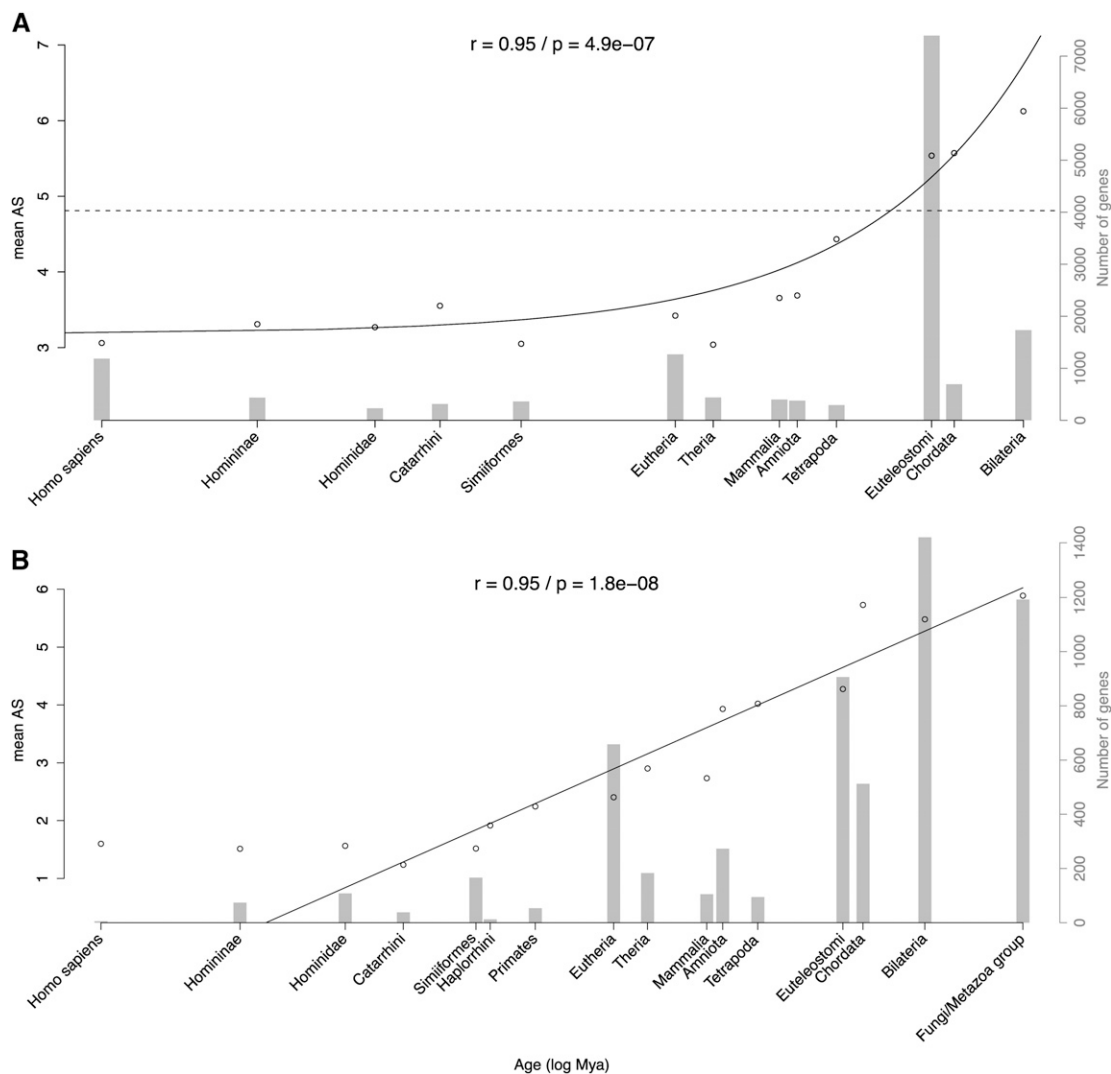 A
r = 0.95 / p = 4.9e−07
mean AS
7
6
5
4
3
Number of genes
7000
6000
5000
4000
3000
2000
1000
0
Homo sapiens
Homininae
Hominidae
Catarrhini
Simiiformes
Eutheria
Theria
Mammalia
Amniota
Tetrapoda
Euteleostomi
Chordata
Bilateria
B
r = 0.95 / p = 1.8e−08
mean AS
6
5
4
3
2
1
Number of genes
1400
1200
1000
800
600
400
200
0
Homo sapiens
Homininae
Hominidae
Catarrhini
Simiiformes
Haplorrhini
Primates
Eutheria
Theria
Mammalia
Amniota
Tetrapoda
Euteleostomi
Chordata
Bilateria
Fungi/Metazoa group
Age (log Mya)